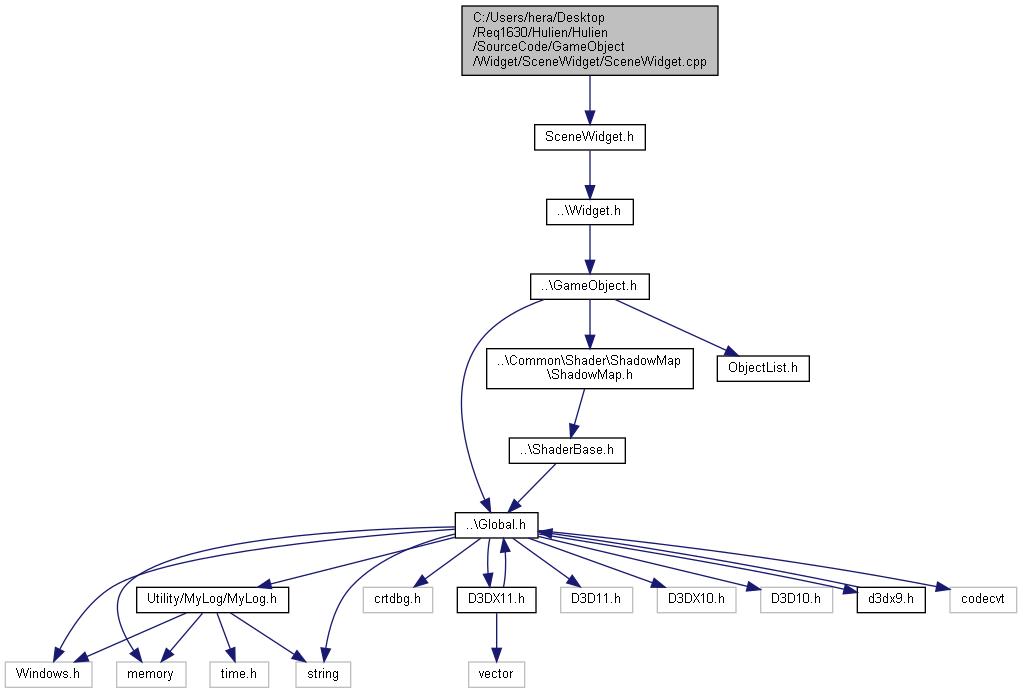 C:/Users/hera/Desktop
/Req1630/Hulien/Hulien
/SourceCode/GameObject
/Widget/SceneWidget/SceneWidget.cpp
SceneWidget.h
..\Widget.h
..\GameObject.h
..\Common\Shader\ShadowMap
\ShadowMap.h
ObjectList.h
..\ShaderBase.h
..\Global.h
Utility/MyLog/MyLog.h
crtdbg.h
D3DX11.h
D3D11.h
D3DX10.h
D3D10.h
d3dx9.h
codecvt
Windows.h
memory
time.h
string
vector